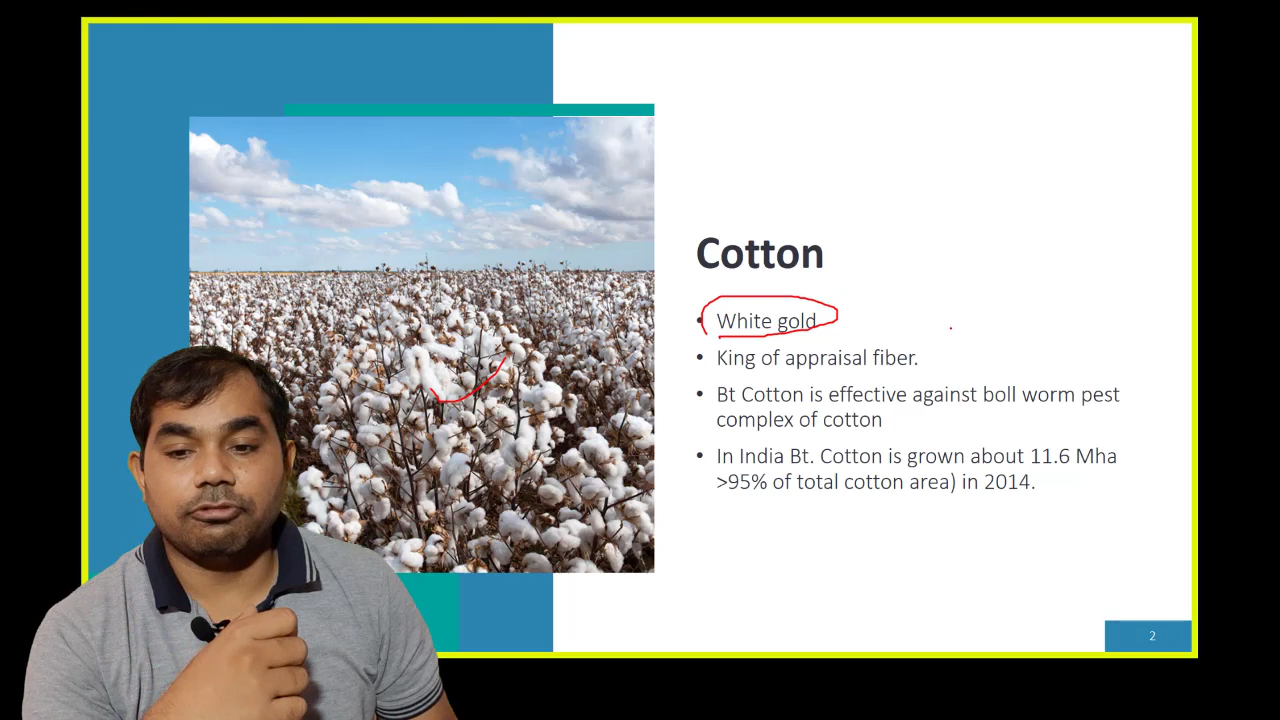 Cotton
• White gold
• King of appraisal fiber.
• Bt Cotton is effective against boll worm pest
complex of cotton
• In India Bt. Cotton is grown about 11.6 Mha
>95% of total cotton area) in 2014.
2